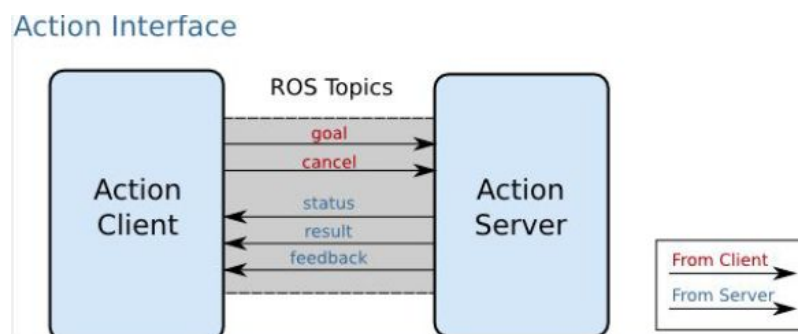 Action Interface
ROS Topics
goal
cancel
Action
Client
status
result
feedback
Action
Server
From Client
From Server